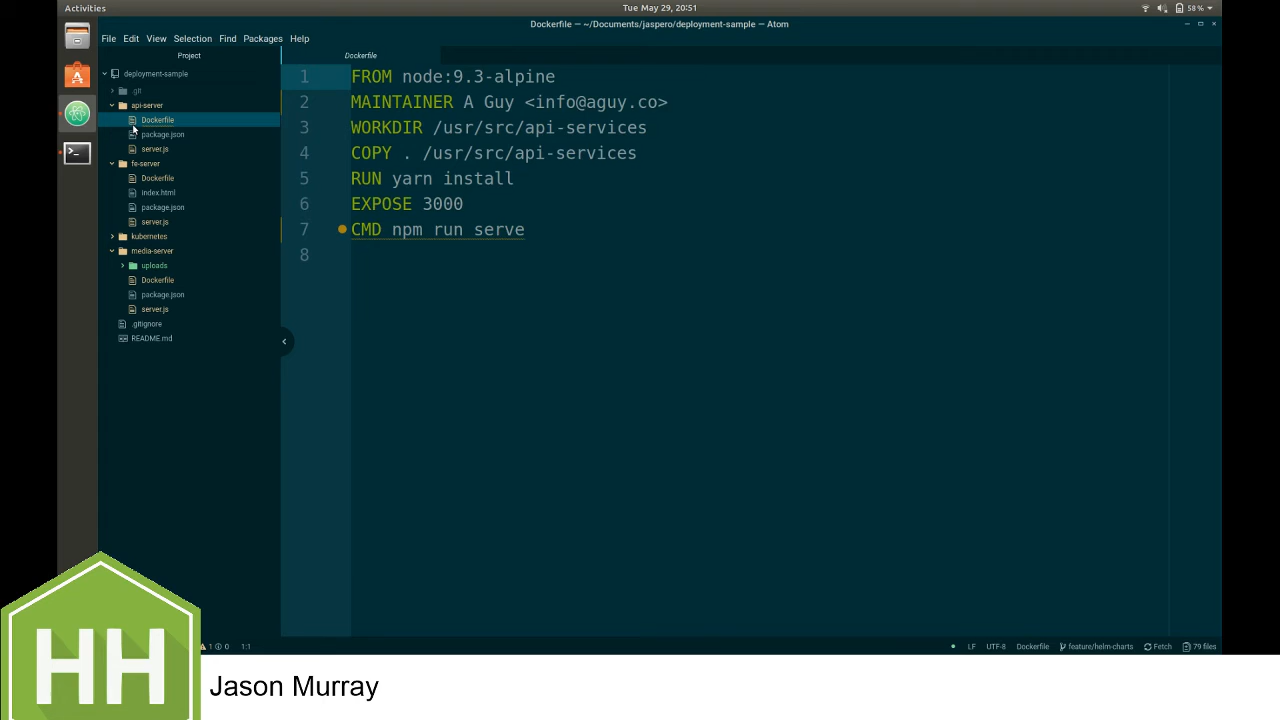 Activities
Tue May 29, 20:51
58%
Dockerfile — ~/Documents/jaspero/deployment-sample — Atom
File Edit View Selection Find Packages Help
Project
Dockerfile
deployment-sample
.git
api-server
Dockerfile
package.json
server.js
fe-server
Dockerfile
index.html
package.json
server.js
kubernetes
media-server
uploads
Dockerfile
package.json
server.js
.gitignore
README.md
1 FROM node:9.3-alpine
2 MAINTAINER A Guy <info@aguy.co>
3 WORKDIR /usr/src/api-services
4 COPY . /usr/src/api-services
5 RUN yarn install
6 EXPOSE 3000
7 CMD npm run serve
8
1 0 1:1
LF UTF-8 Dockerfile feature/helm-charts Fetch 79 files
HH
Jason Murray